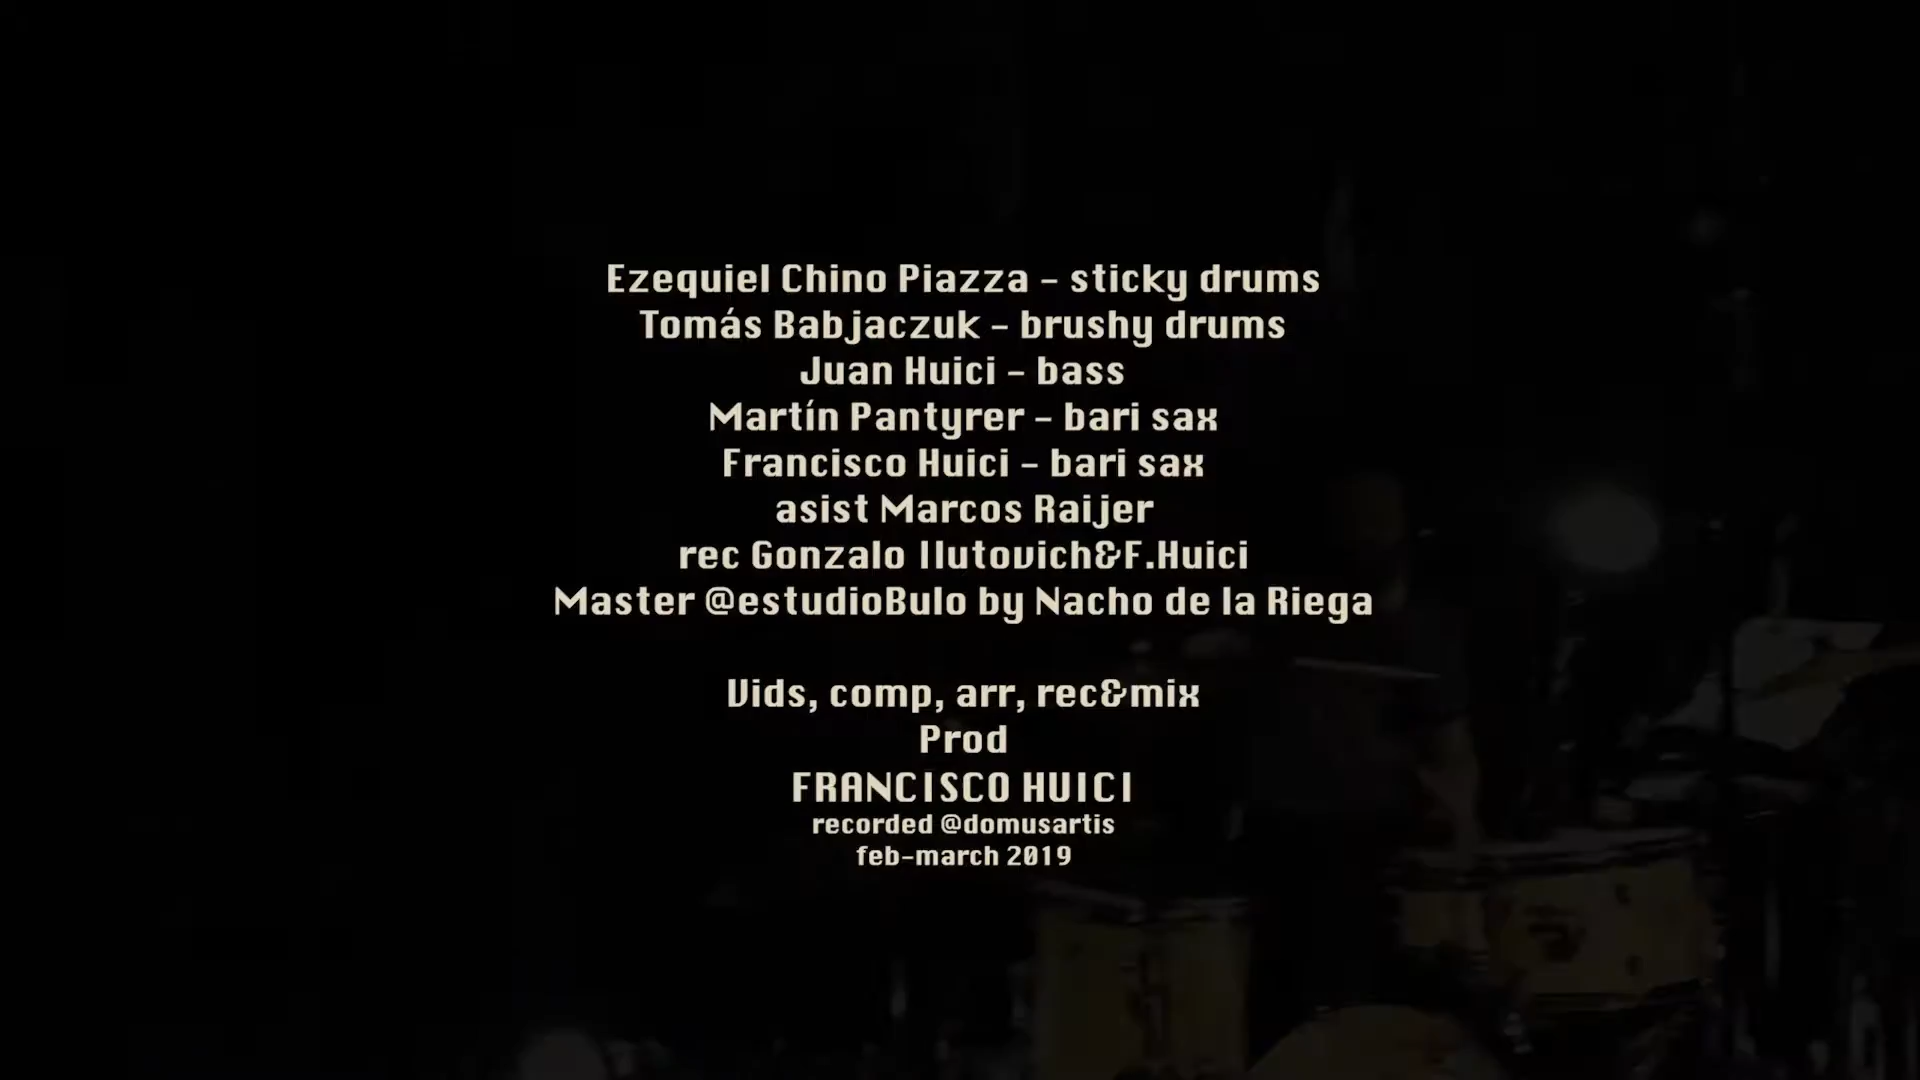 Ezequiel Chino Piazza - sticky drums
Tomás Babjaczuk - brushy drums
Juan Huici - bass
Martín Pantyrer - bari sax
Francisco Huici - bari sax
asist Marcos Raijer
rec Gonzalo Ilutovich&F.Huici
Master @estudioBulo by Nacho de la Riega
Vids, comp, arr, rec&mix
Prod
FRANCISCO HUICI
recorded @domusartis
feb-march 2019